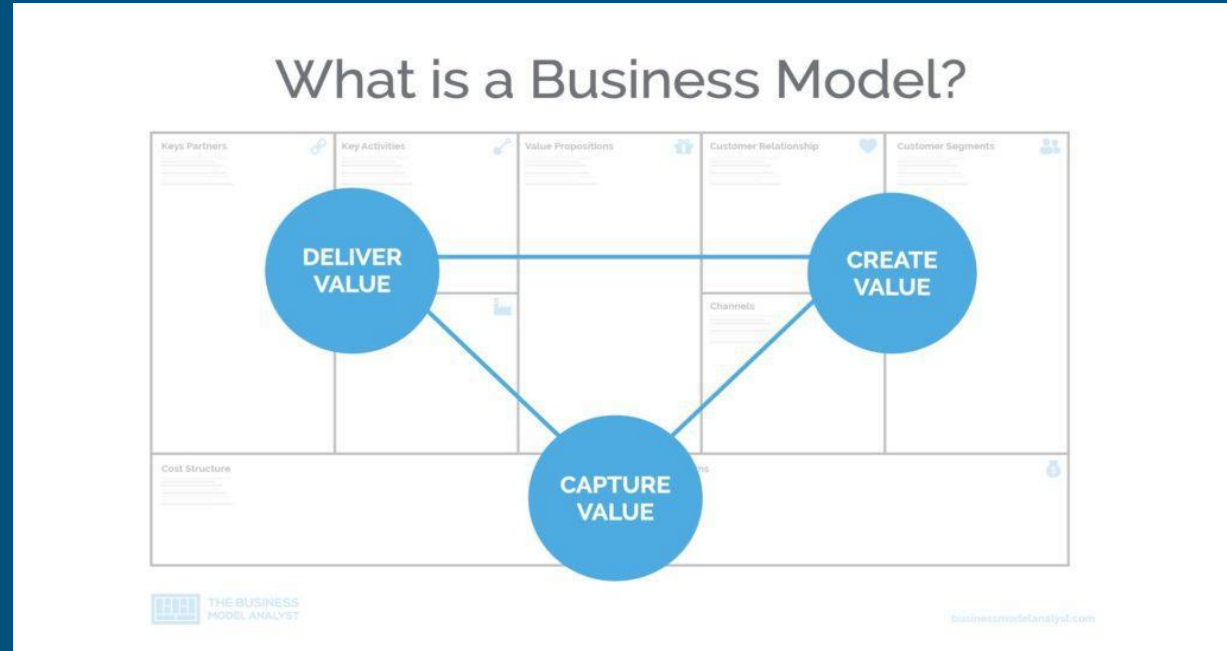 What is a Business Model?
Keys Partners
Key Activities
Value Propositions
Customer Relationship
Customer Segments
DELIVER
VALUE
CREATE
VALUE
Channels
Cost Structure
CAPTURE
VALUE
THE BUSINESS
MODEL ANALYST
businessmodelanalyst.com